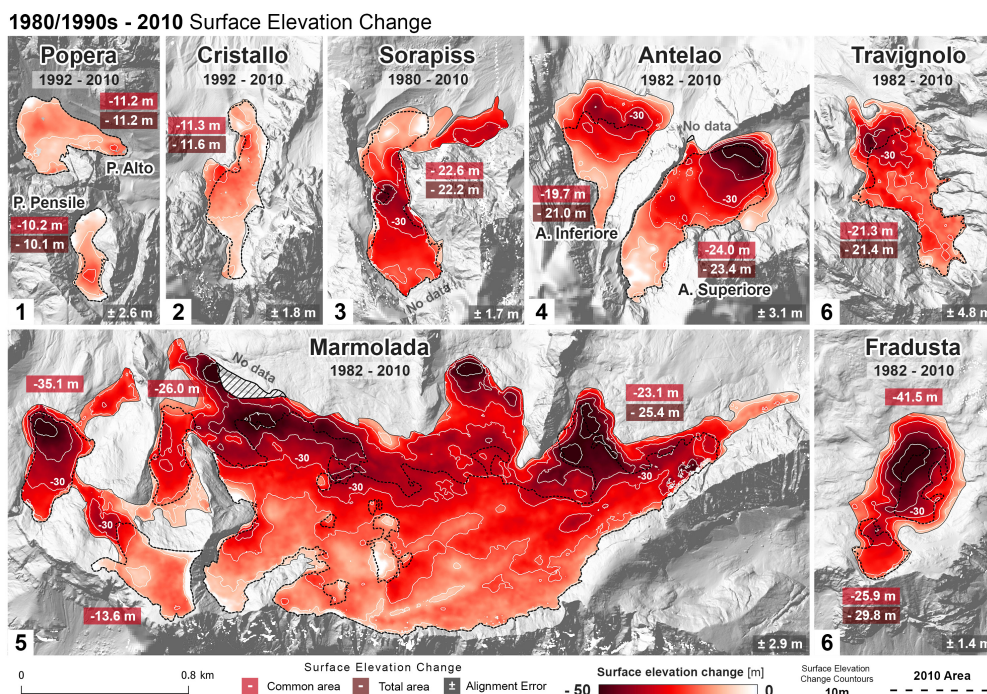 1980/1990s - 2010 Surface Elevation Change
Popera
1992 - 2010
-11.2 m
- 11.2 m
P. Alto
P. Pensile
-10.2 m
- 10.1 m
1
± 2.6 m
Cristallo
1992 - 2010
-11.3 m
- 11.6 m
2
± 1.8 m
Sorapiss
1980 - 2010
- 22.6 m
- 22.2 m
-30
No data
3
± 1.7 m
Antelao
1982 - 2010
-30
No data
-30
-19.7 m
- 21.0 m
A. Inferiore
-24.0 m
- 23.4 m
A. Superiore
4
± 3.1 m
Travignolo
1982 - 2010
-30
-21.3 m
- 21.4 m
6
± 4.8 m
Marmolada
1982 - 2010
No data
-35.1 m
-26.0 m
-23.1 m
- 25.4 m
-30
-30
-30
-30
-30
-13.6 m
5
± 2.9 m
Fradusta
1982 - 2010
-41.5 m
-30
-25.9 m
- 29.8 m
6
± 1.4 m
0 0.8 km
Surface Elevation Change
- Common area - Total area ± Alignment Error
Surface elevation change [m]
- 50 0
Surface Elevation
Change Countours
10m
2010 Area